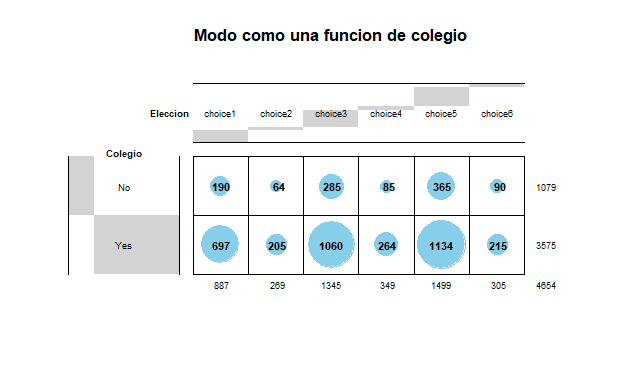 Modo como una funcion de colegio
Eleccion choice1 choice2 choice3 choice4 choice5 choice6
Colegio
No 190 64 285 85 365 90 1079
Yes 697 205 1060 264 1134 215 3575
887 269 1345 349 1499 305 4654